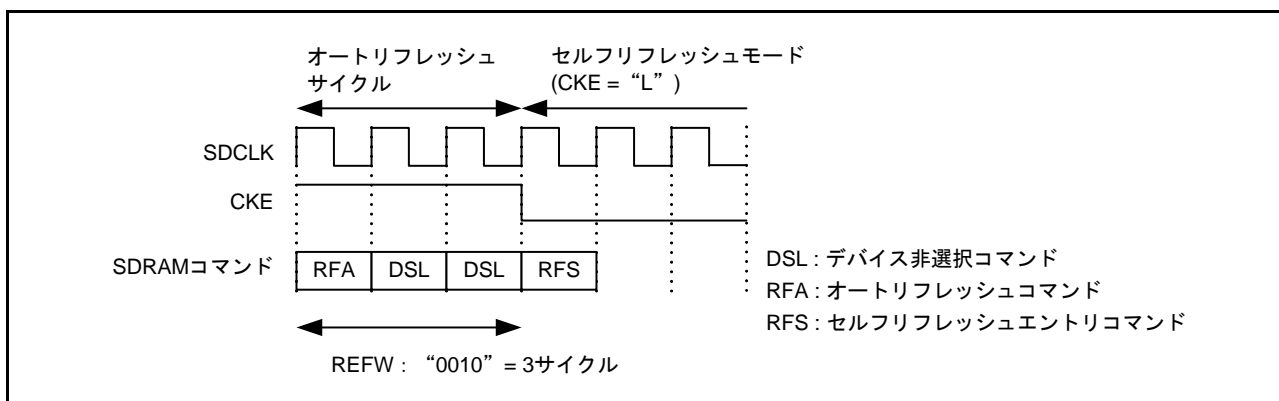 オートリフレッシュ
サイクル
セルフリフレッシュモード
(CKE = “L” )
SDCLK
CKE
SDRAMコマンド
RFA DSL DSL RFS
DSL : デバイス非選択コマンド
RFA : オートリフレッシュコマンド
RFS : セルフリフレッシュエントリコマンド
REFW : “0010” = 3サイクル